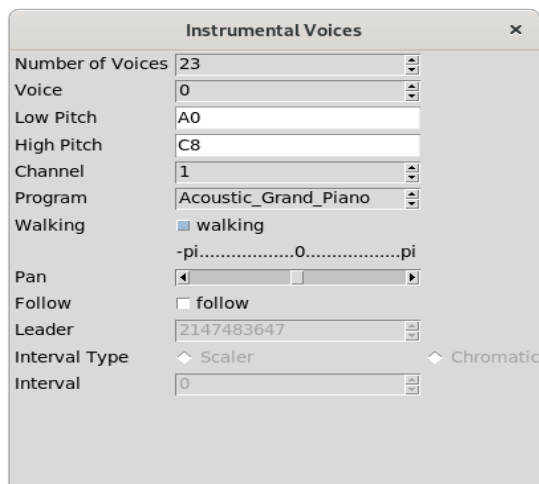 Instrumental Voices ×
Number of Voices 23
Voice 0
Low Pitch A0
High Pitch C8
Channel 1
Program Acoustic_Grand_Piano
Walking walking
-pi...................0...................pi
Pan
Follow follow
Leader 2147483647
Interval Type Scaler Chromatic
Interval 0